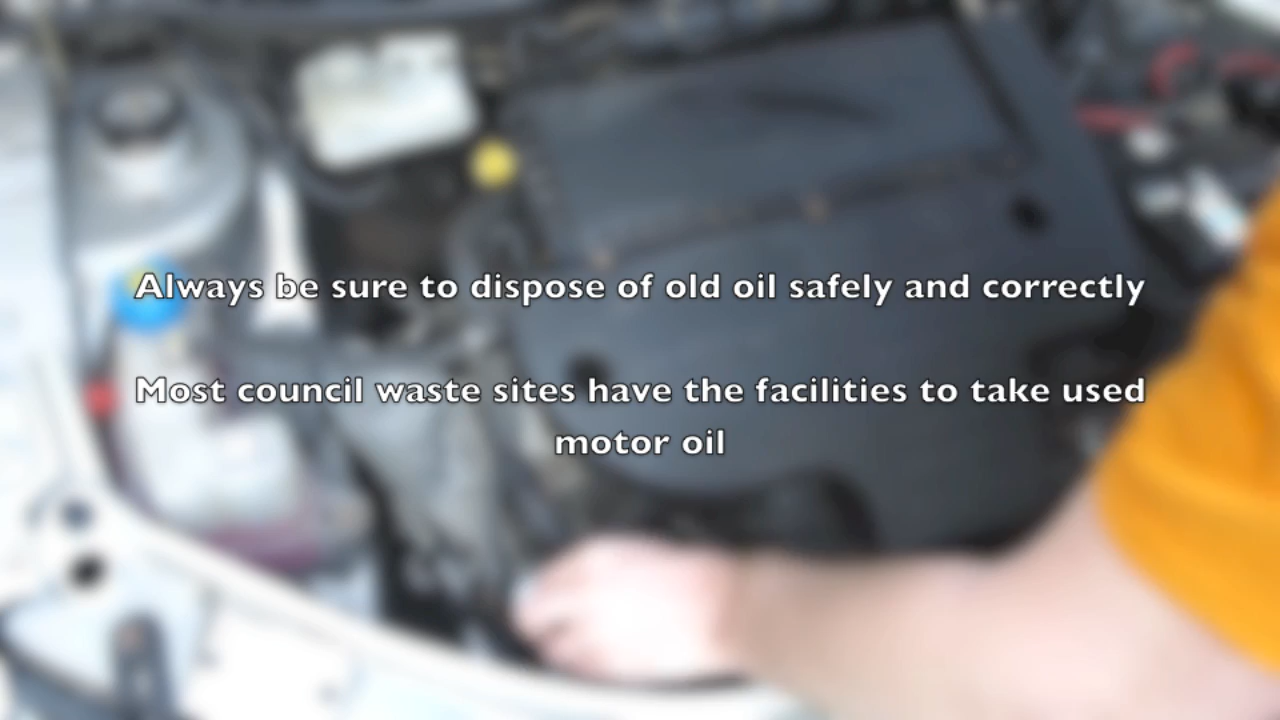 Always be sure to dispose of old oil safely and correctly
Most council waste sites have the facilities to take used
motor oil